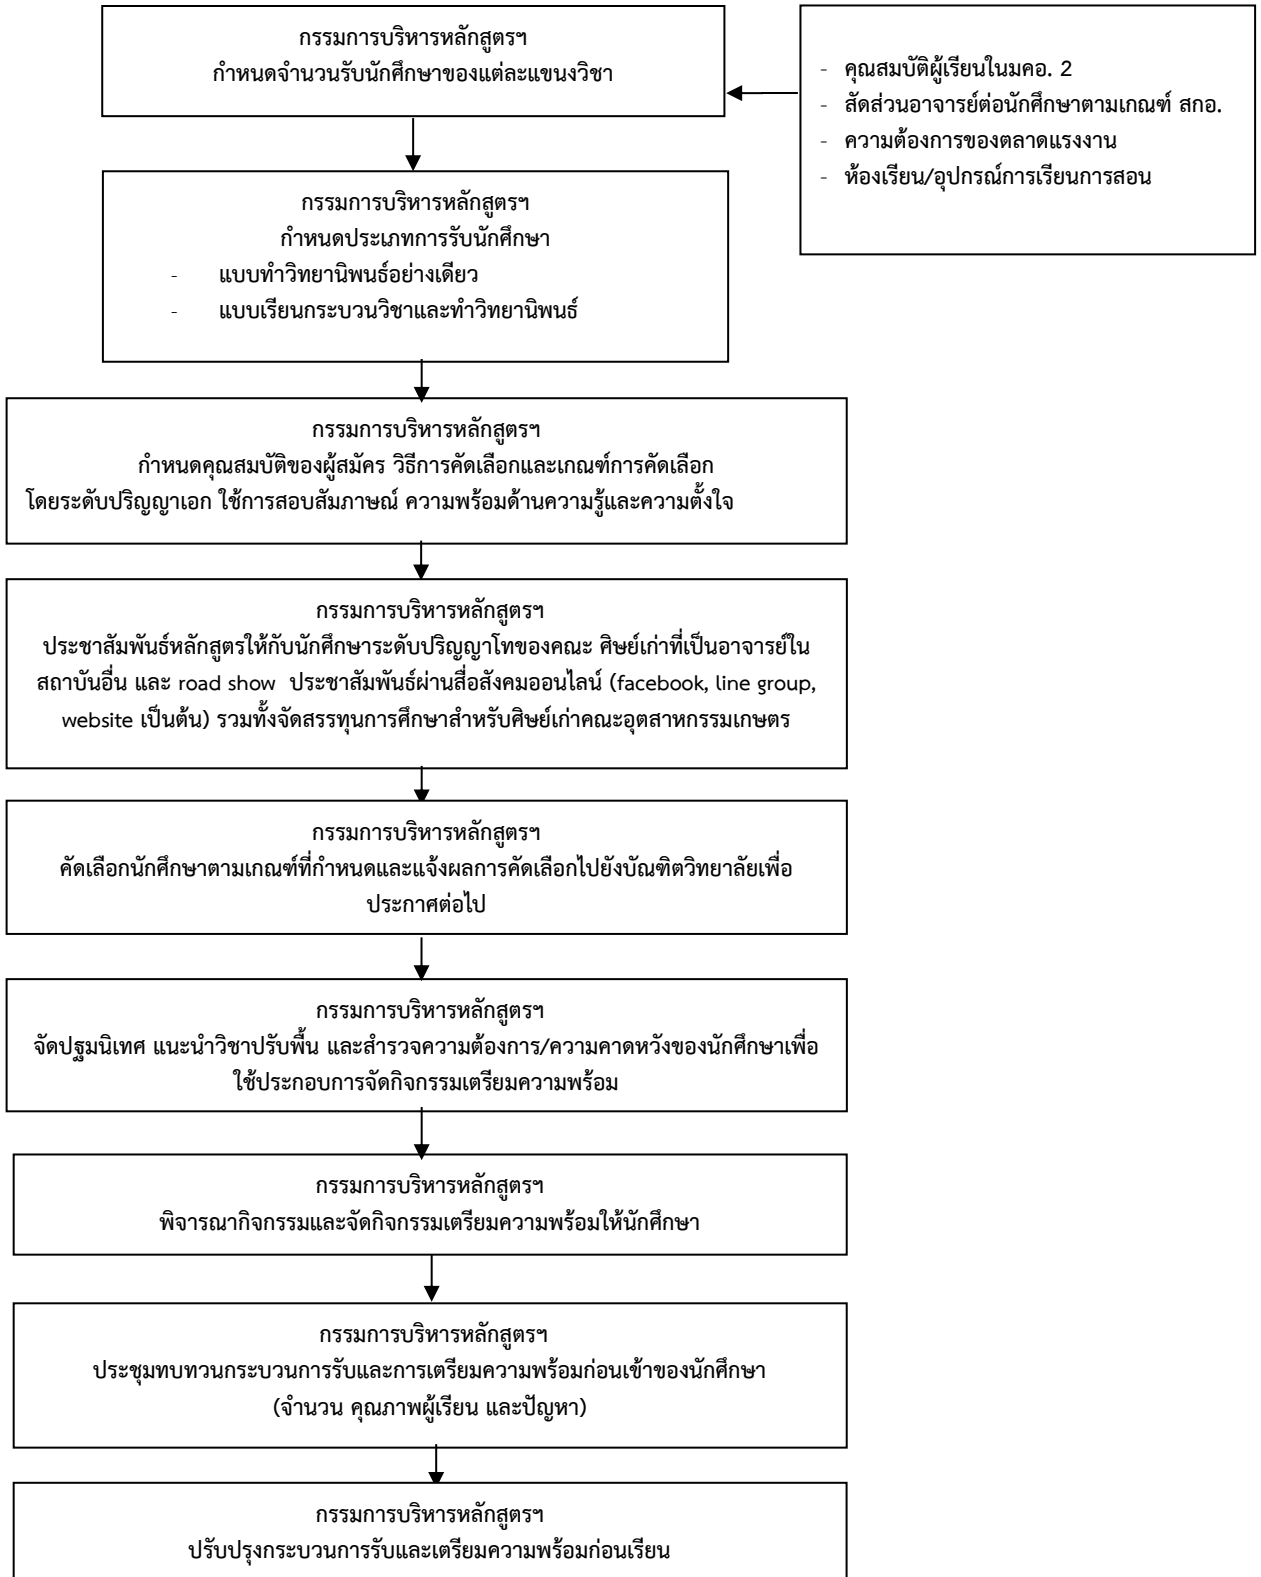 กรรมการบริหารหลักสูตรฯ
กำหนดจำนวนรับนักศึกษาของแต่ละแขนงวิชา
- คุณสมบัติผู้เรียนในมคอ. 2
- สัดส่วนอาจารย์ต่อนักศึกษาตามเกณฑ์ สกอ.
- ความต้องการของตลาดแรงงาน
- ห้องเรียน/อุปกรณ์การเรียนการสอน
กรรมการบริหารหลักสูตรฯ
กำหนดประเภทการรับนักศึกษา
- แบบทำวิทยานิพนธ์อย่างเดียว
- แบบเรียนกระบวนวิชาและทำวิทยานิพนธ์
กรรมการบริหารหลักสูตรฯ
กำหนดคุณสมบัติของผู้สมัคร วิธีการคัดเลือกและเกณฑ์การคัดเลือก
โดยระดับปริญญาเอก ใช้การสอบสัมภาษณ์ ความพร้อมด้านความรู้และความตั้งใจ
กรรมการบริหารหลักสูตรฯ
ประชาสัมพันธ์หลักสูตรให้กับนักศึกษาระดับปริญญาโทของคณะ ศิษย์เก่าที่เป็นอาจารย์ใน
สถาบันอื่น และ road show ประชาสัมพันธ์ผ่านสื่อสังคมออนไลน์ (facebook, line group,
website เป็นต้น) รวมทั้งจัดสรรทุนการศึกษาสำหรับศิษย์เก่าคณะอุตสาหกรรมเกษตร
กรรมการบริหารหลักสูตรฯ
คัดเลือกนักศึกษาตามเกณฑ์ที่กำหนดและแจ้งผลการคัดเลือกไปยังบัณฑิตวิทยาลัยเพื่อ
ประกาศต่อไป
กรรมการบริหารหลักสูตรฯ
จัดปฐมนิเทศ แนะนำวิชาปรับพื้น และสำรวจความต้องการ/ความคาดหวังของนักศึกษาเพื่อ
ใช้ประกอบการจัดกิจกรรมเตรียมความพร้อม
กรรมการบริหารหลักสูตรฯ
พิจารณากิจกรรมและจัดกิจกรรมเตรียมความพร้อมให้นักศึกษา
กรรมการบริหารหลักสูตรฯ
ประชุมทบทวนกระบวนการรับและการเตรียมความพร้อมก่อนเข้าของนักศึกษา
(จำนวน คุณภาพผู้เรียน และปัญหา)
กรรมการบริหารหลักสูตรฯ
ปรับปรุงกระบวนการรับและเตรียมความพร้อมก่อนเรียน